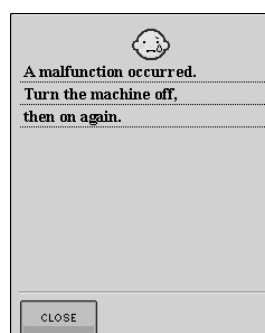 A malfunction occurred.
Turn the machine off,
then on again.
CLOSE